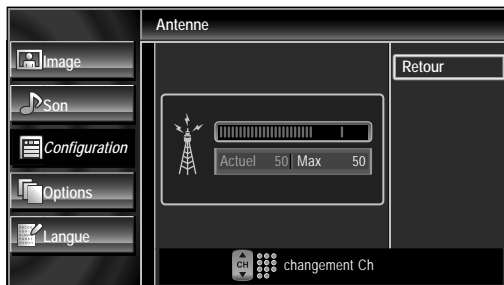 Antenne
Image
Son
Configuration
Options
Langue
Retour
Actuel 50 Max 50
CH changement Ch